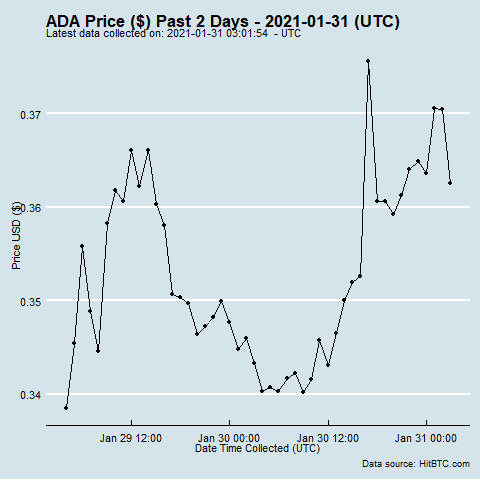 ADA Price ($) Past 2 Days - 2021-01-31 (UTC)
Latest data collected on: 2021-01-31 03:01:54 - UTC
0.37
0.36
0.35
0.34
Price USD ($)
Jan 29 12:00
Jan 30 00:00
Jan 30 12:00
Jan 31 00:00
Date Time Collected (UTC)
Data source: HitBTC.com